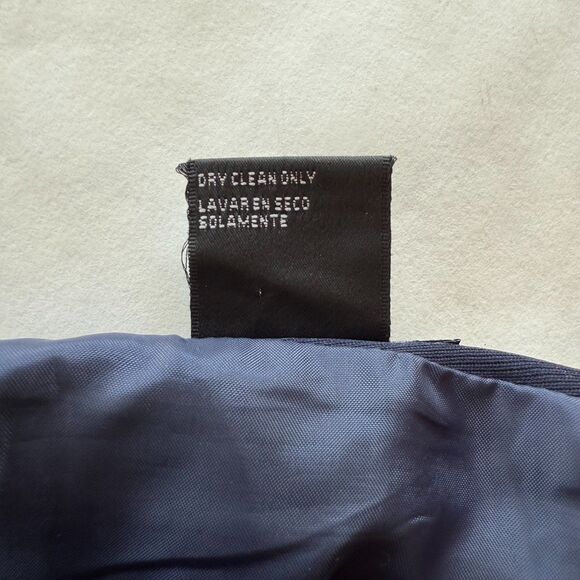 DRY CLEAN ONLY
LAVAR EN SECO
SOLAMENTE